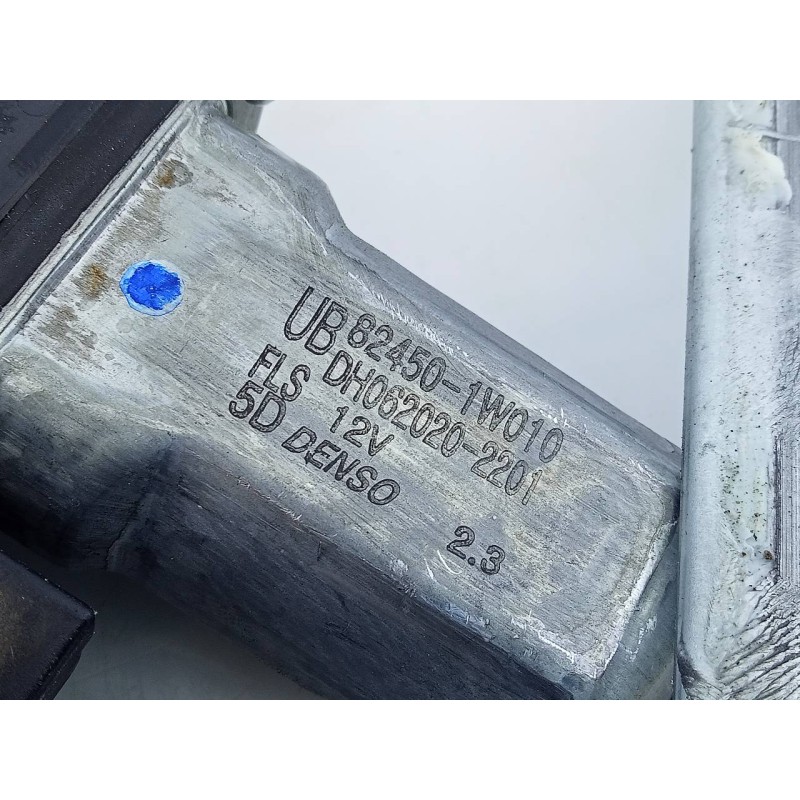 UB 82450-1W010
DH062020-2201
FLS 12V
5D DENSO
2.3